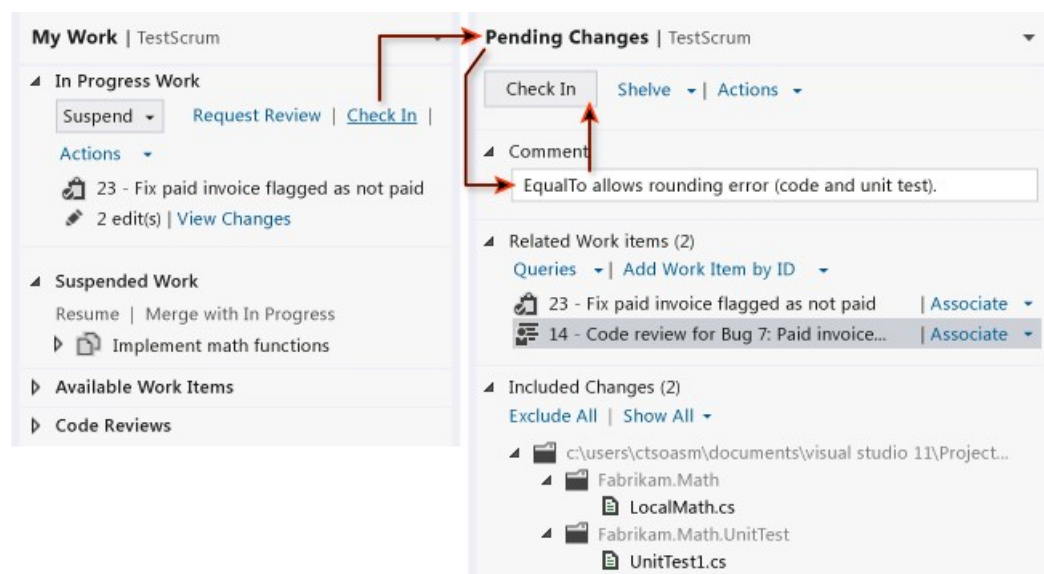 My Work | TestScrum
In Progress Work
Suspend
Request Review | Check In |
Actions
23 - Fix paid invoice flagged as not paid
2 edit(s) | View Changes
Suspended Work
Resume | Merge with In Progress
Implement math functions
Available Work Items
Code Reviews
Pending Changes | TestScrum
Check In
Shelve | Actions
Comment
EqualTo allows rounding error (code and unit test).
Related Work items (2)
Queries | Add Work Item by ID
23 - Fix paid invoice flagged as not paid | Associate
14 - Code review for Bug 7: Paid invoice... | Associate
Included Changes (2)
Exclude All | Show All
c:\users\ctsoasm\documents\visual studio 11\Project...
Fabrikam.Math
LocalMath.cs
Fabrikam.Math.UnitTest
UnitTest1.cs